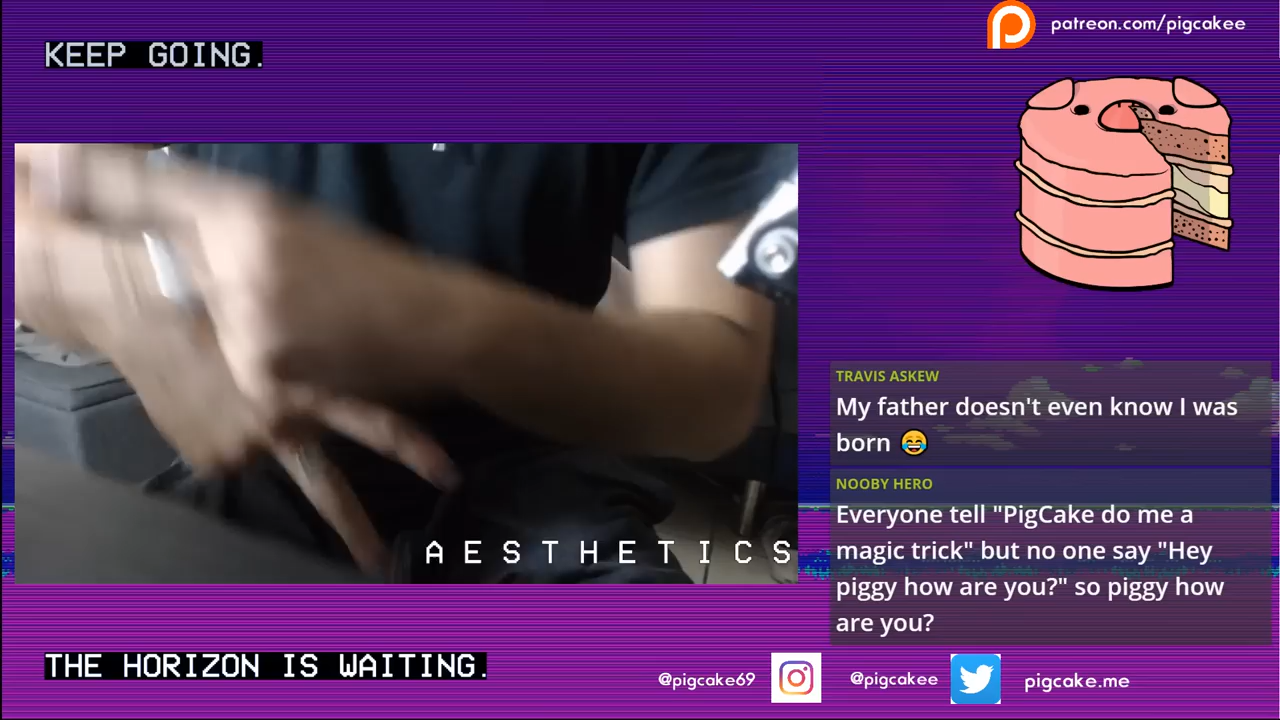 KEEP GOING.
patreon.com/pigcakee
A E S T H E T I C S
TRAVIS ASKEW
My father doesn't even know I was
born 😂
NOOBY HERO
Everyone tell "PigCake do me a
magic trick" but no one say "Hey
piggy how are you?" so piggy how
are you?
THE HORIZON IS WAITING.
@pigcake69
@pigcakee
pigcake.me